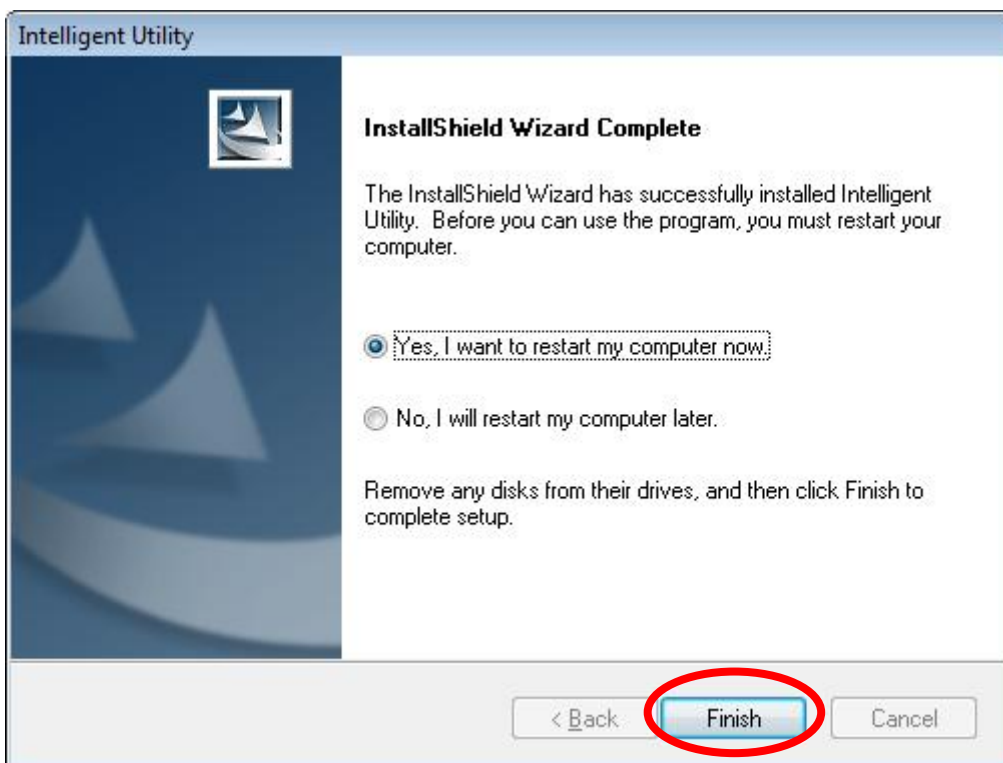 Intelligent Utility
InstallShield Wizard Complete
The InstallShield Wizard has successfully installed Intelligent
Utility.  Before you can use the program, you must restart your
computer.
Yes, I want to restart my computer now.
No, I will restart my computer later.
Remove any disks from their drives, and then click Finish to
complete setup.
< Back
Finish
Cancel